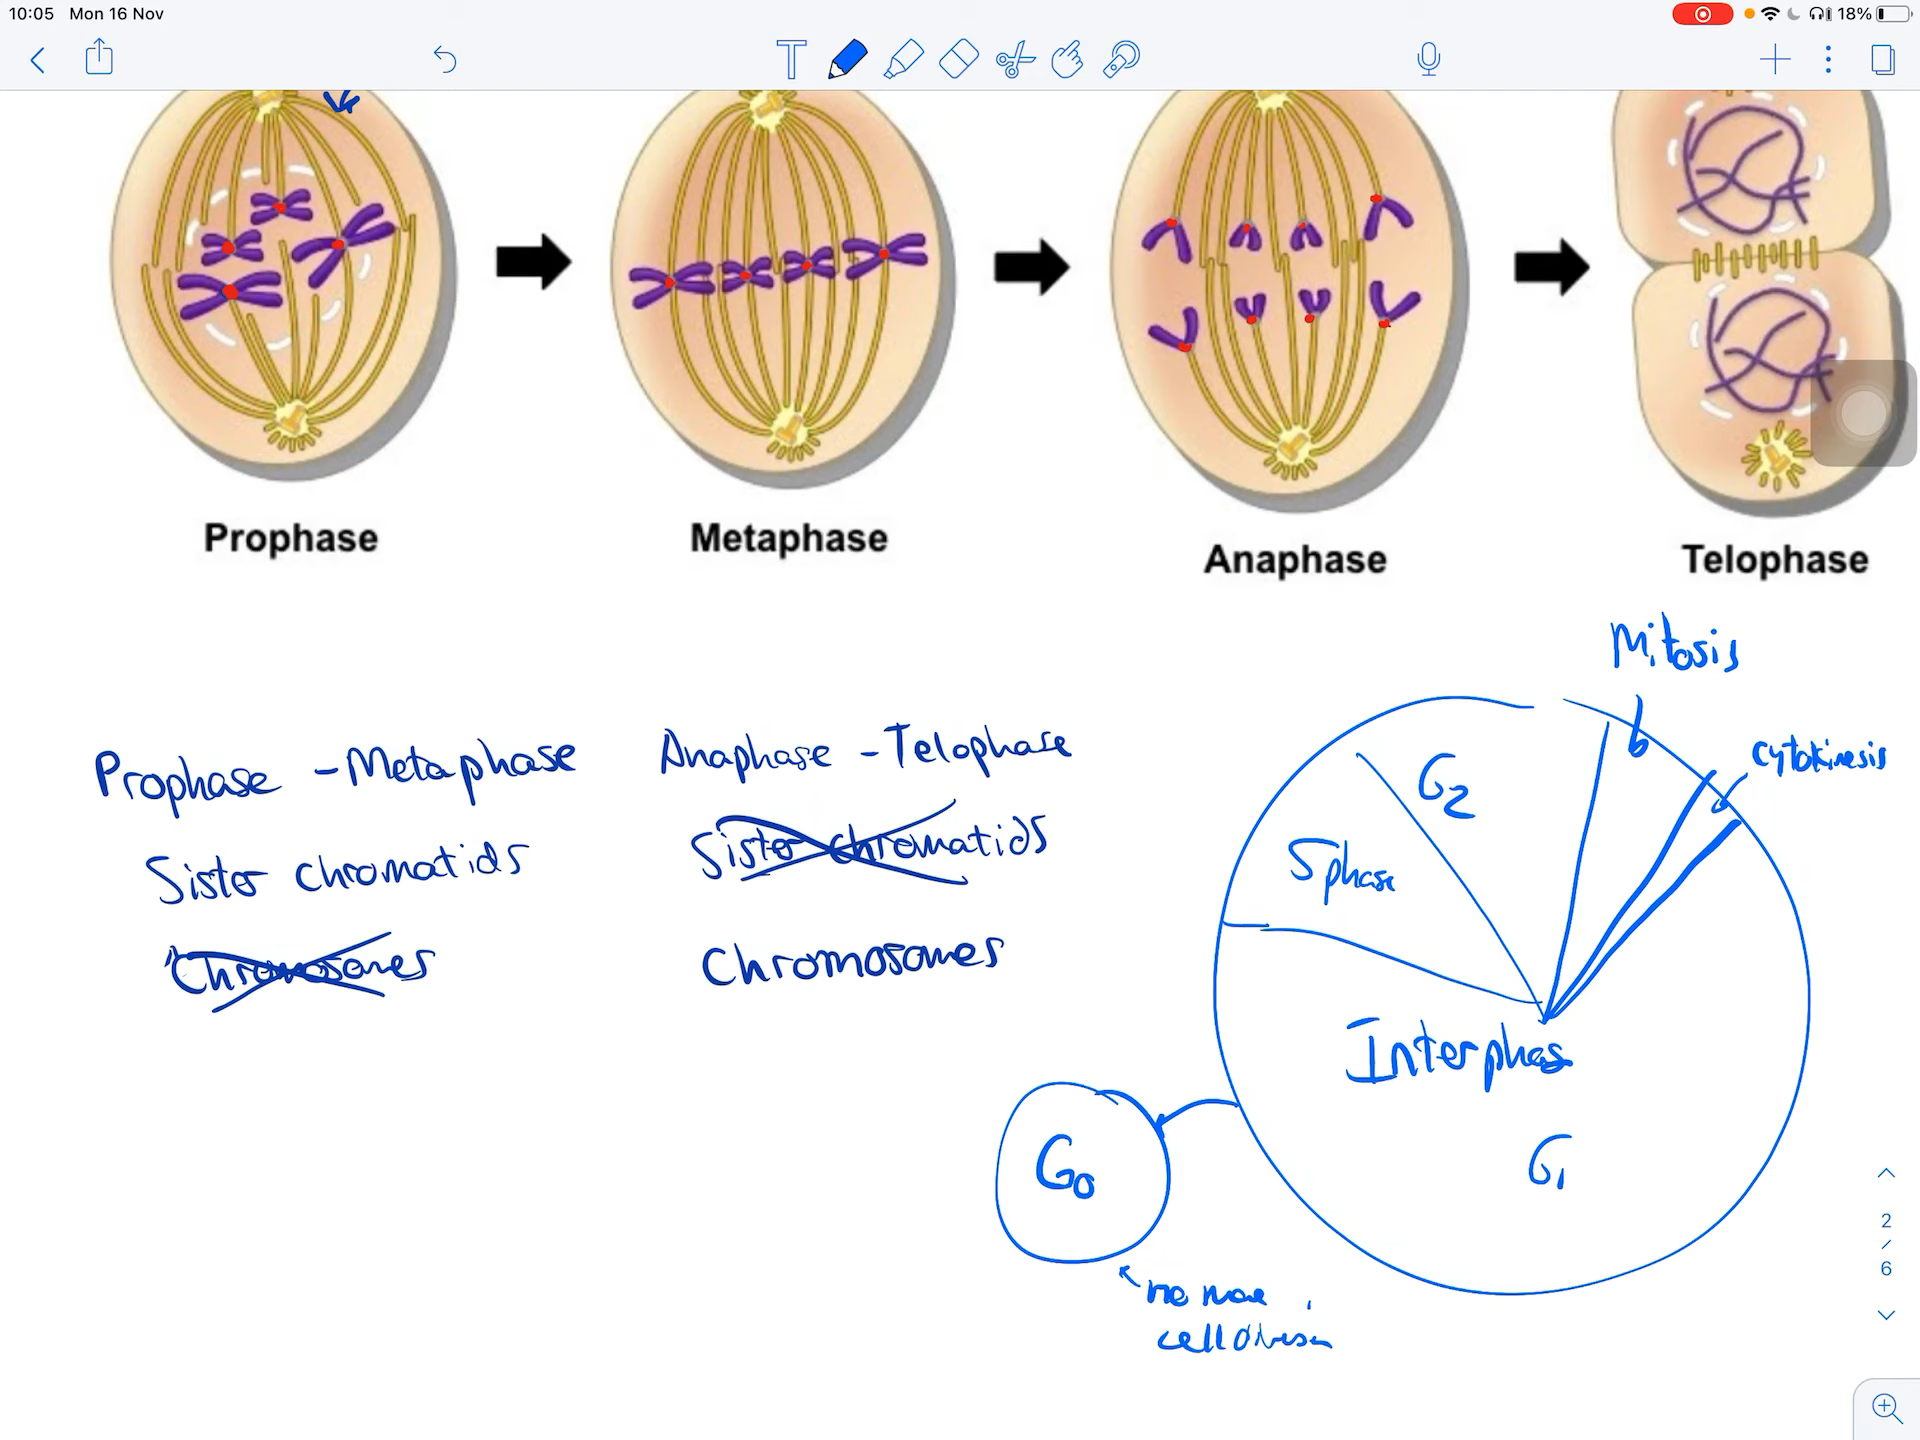 10:05 Mon 16 Nov
18%
T
Prophase
Metaphase
Anaphase
Telophase
Mitosis
cytokinesis
Prophase - Metaphase
Anaphase - Telophase
G2
Sister chromatids
Sister chromatids
S phase
Chromosomes
Chromosomes
Interphase
G0
G1
no more
cell division
2
/
6